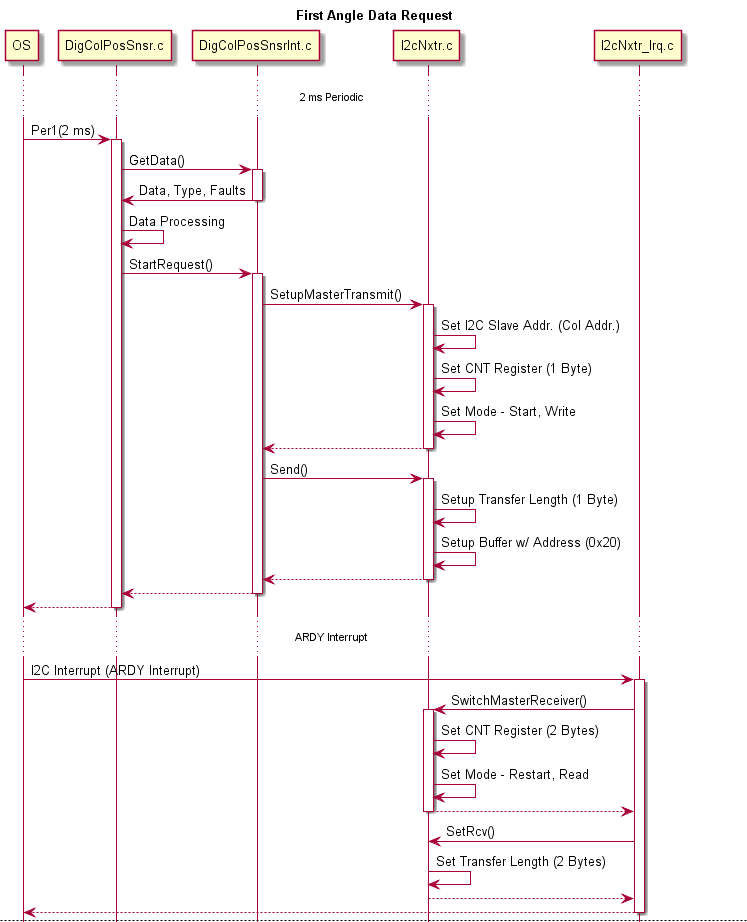 First Angle Data Request
OS
DigColPosSnsr.c
DigColPosSnsrInt.c
I2cNxtr.c
I2cNxtr_Irq.c
2 ms Periodic
Per1(2 ms)
GetData()
Data, Type, Faults
Data Processing
StartRequest()
SetupMasterTransmit()
Set I2C Slave Addr. (Col Addr.)
Set CNT Register (1 Byte)
Set Mode - Start, Write
Send()
Setup Transfer Length (1 Byte)
Setup Buffer w/ Address (0x20)
ARDY Interrupt
I2C Interrupt (ARDY Interrupt)
SwitchMasterReceiver()
Set CNT Register (2 Bytes)
Set Mode - Restart, Read
SetRcv()
Set Transfer Length (2 Bytes)